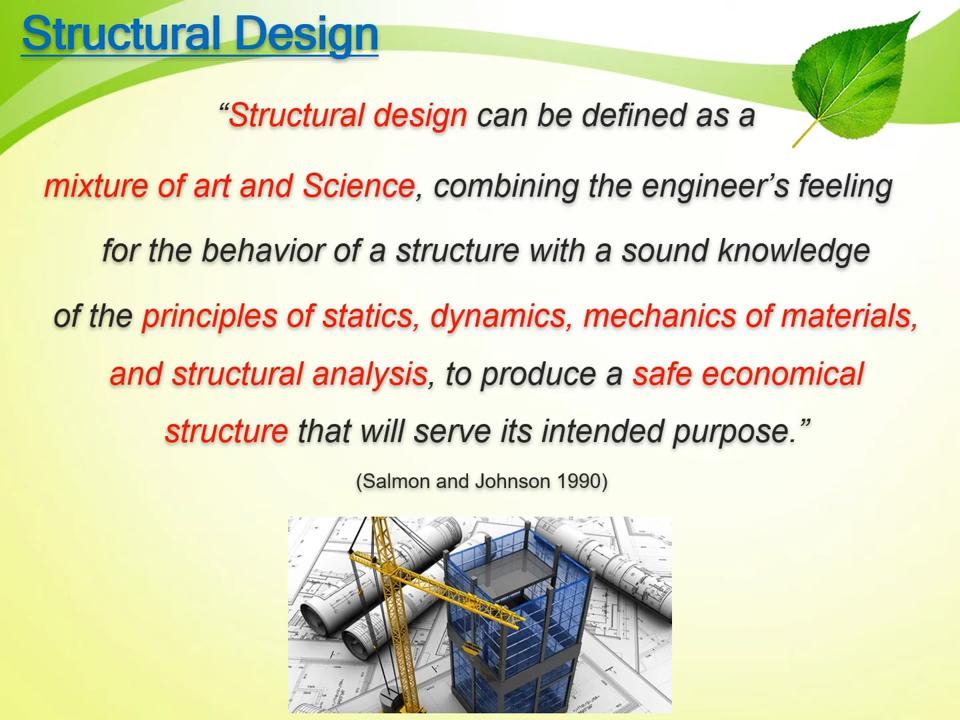 Structural Design
“Structural design can be defined as a
mixture of art and Science, combining the engineer’s feeling
for the behavior of a structure with a sound knowledge
of the principles of statics, dynamics, mechanics of materials,
and structural analysis, to produce a safe economical
structure that will serve its intended purpose.”
(Salmon and Johnson 1990)